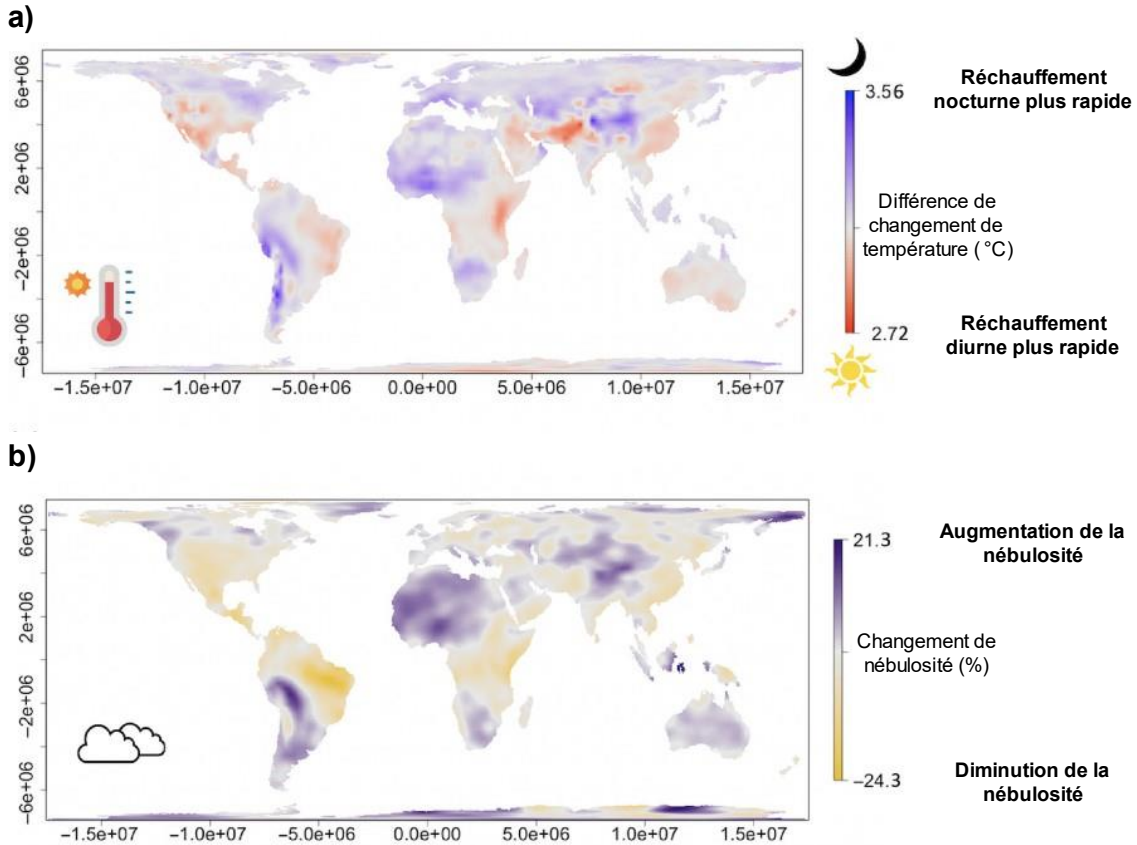 a)
6e+06
2e+06
−2e+06
−6e+06
−1.5e+07
−1.0e+07
−5.0e+06
0.0e+00
5.0e+06
1.0e+07
1.5e+07
3.56
2.72
Réchauffement
nocturne plus rapide
Différence de
changement de
température ( °C)
Réchauffement
diurne plus rapide
b)
6e+06
2e+06
−2e+06
−6e+06
−1.5e+07
−1.0e+07
−5.0e+06
0.0e+00
5.0e+06
1.0e+07
1.5e+07
21.3
−24.3
Augmentation de la
nébulosité
Changement de
nébulosité (%)
Diminution de la
nébulosité